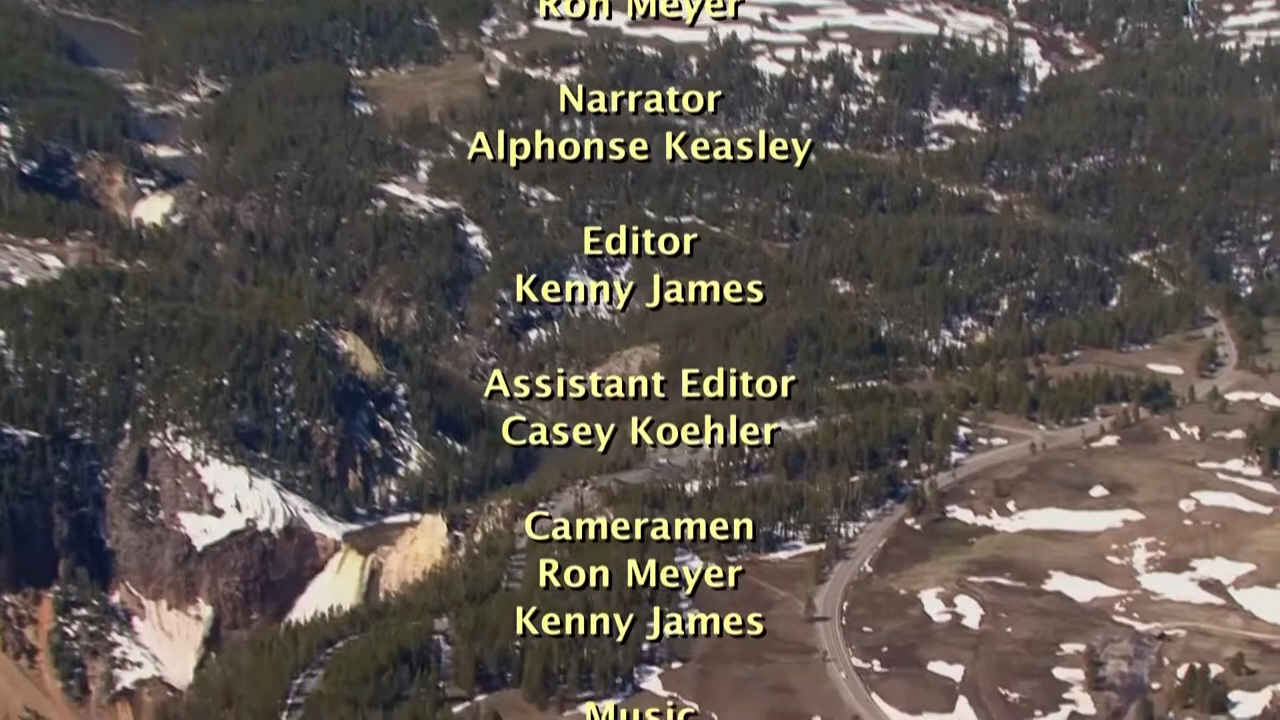 Ron Meyer
Narrator
Alphonse Keasley
Editor
Kenny James
Assistant Editor
Casey Koehler
Cameramen
Ron Meyer
Kenny James
Music